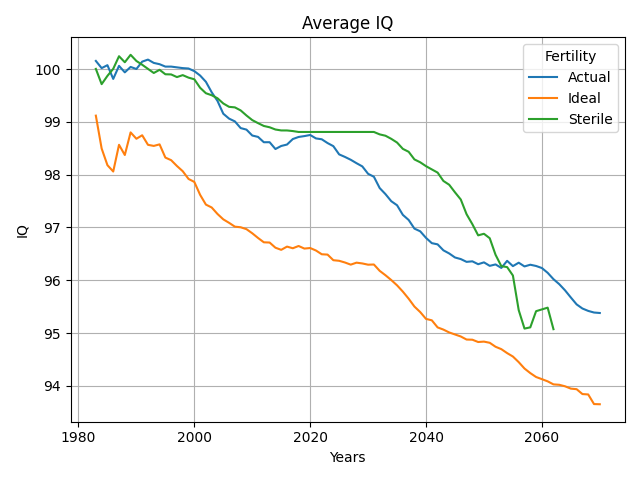 Average IQ
Fertility
Actual
Ideal
Sterile
IQ
100
99
98
97
96
95
94
1980 2000 2020 2040 2060
Years